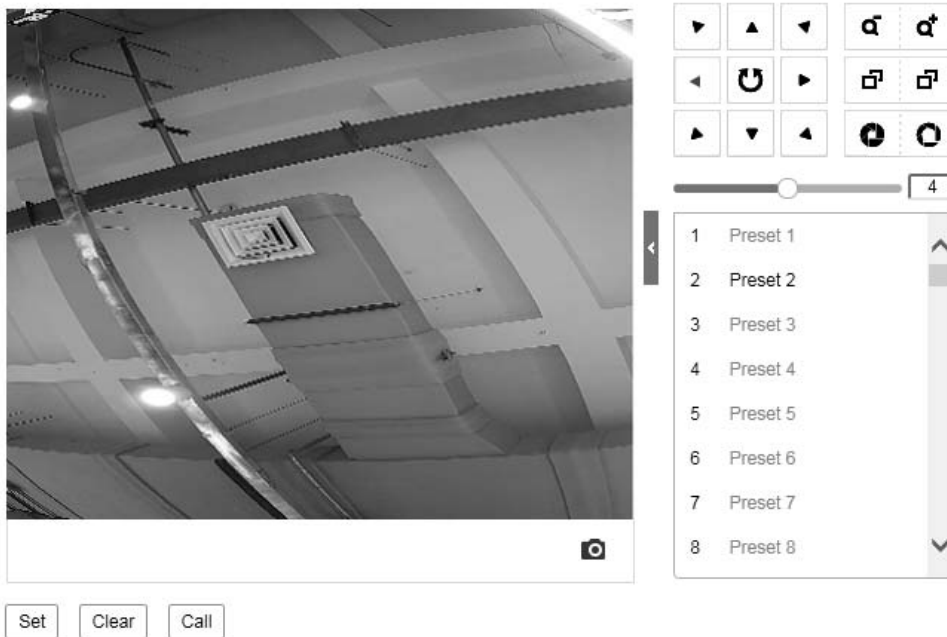 4
1 Preset 1
2 Preset 2
3 Preset 3
4 Preset 4
5 Preset 5
6 Preset 6
7 Preset 7
8 Preset 8
Set Clear Call